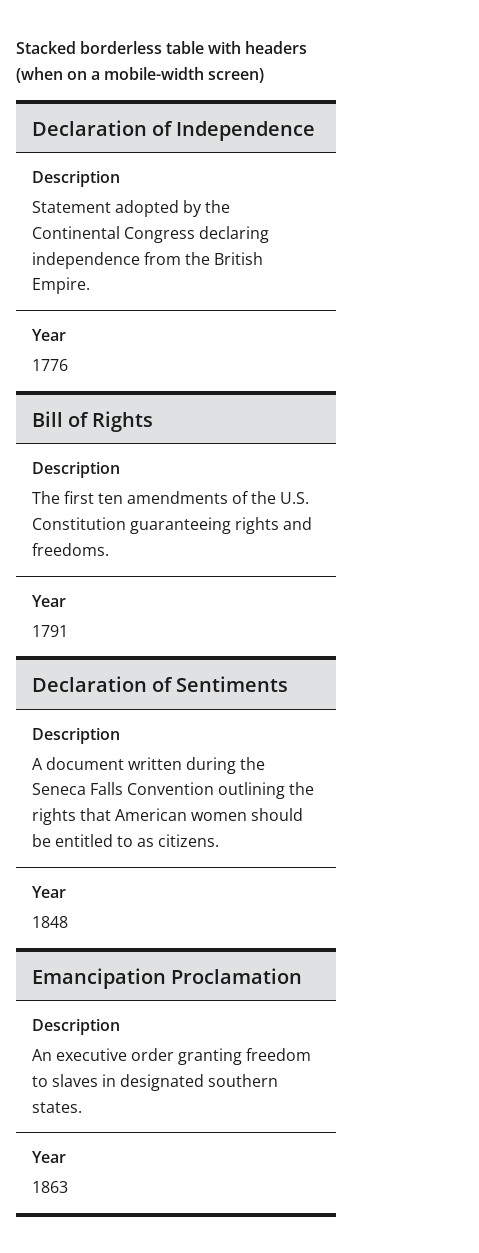 Stacked borderless table with headers
(when on a mobile-width screen)
Declaration of Independence
Description
Statement adopted by the
Continental Congress declaring
independence from the British
Empire.
Year
1776
Bill of Rights
Description
The first ten amendments of the U.S.
Constitution guaranteeing rights and
freedoms.
Year
1791
Declaration of Sentiments
Description
A document written during the
Seneca Falls Convention outlining the
rights that American women should
be entitled to as citizens.
Year
1848
Emancipation Proclamation
Description
An executive order granting freedom
to slaves in designated southern
states.
Year
1863